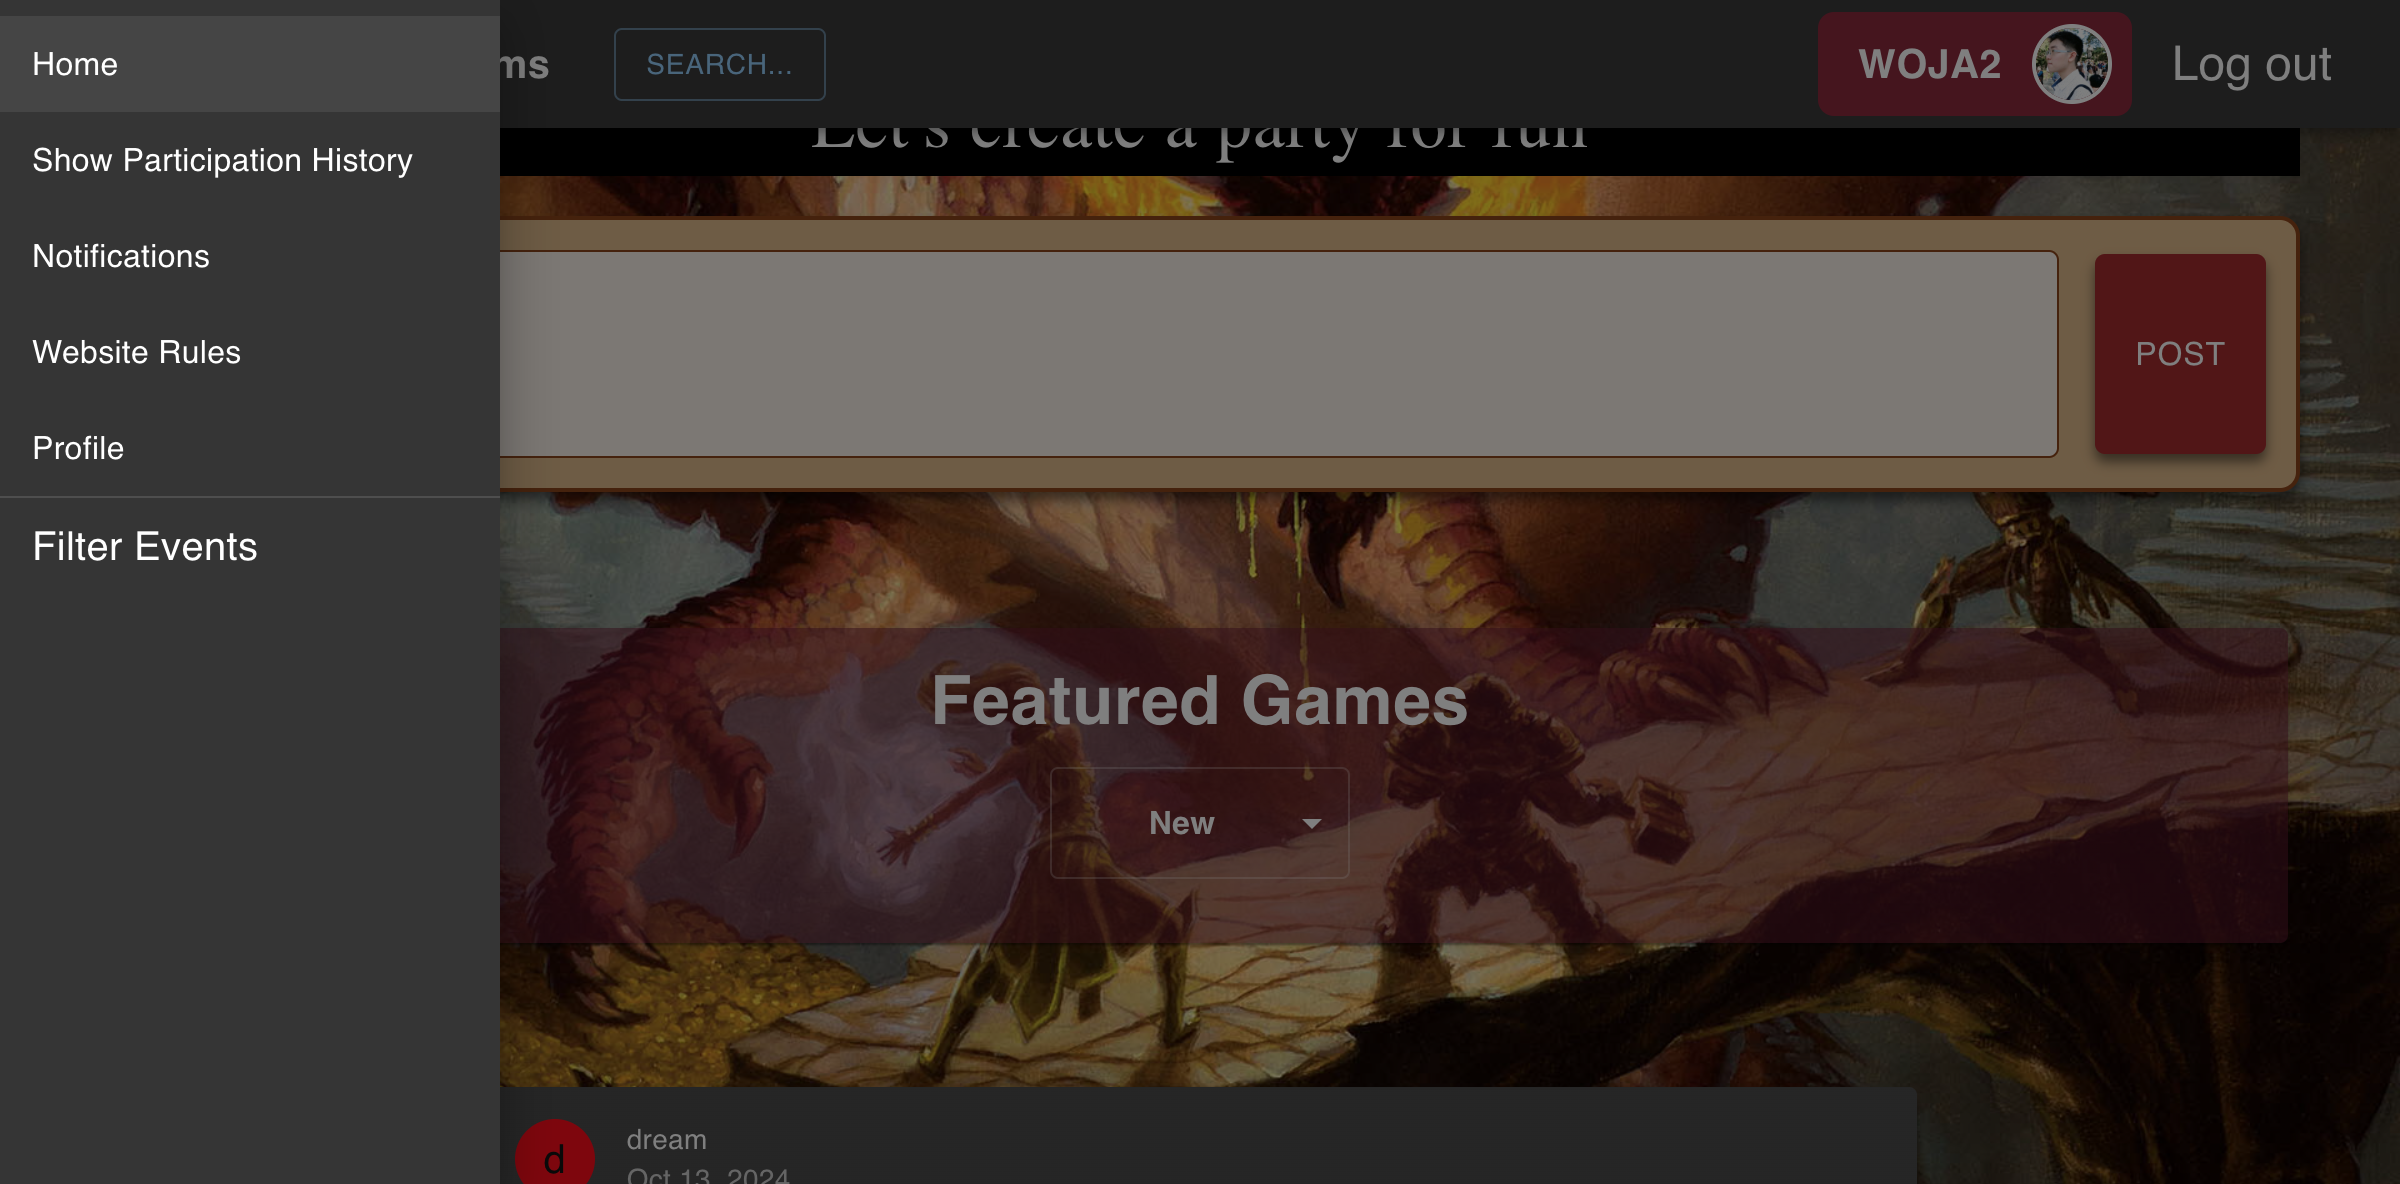 Home
Show Participation History
Notifications
Website Rules
Profile
Filter Events
ms
SEARCH...
WOJA2
Log out
Let's create a party for fun
POST
Featured Games
New
d
dream
Oct 13, 2024